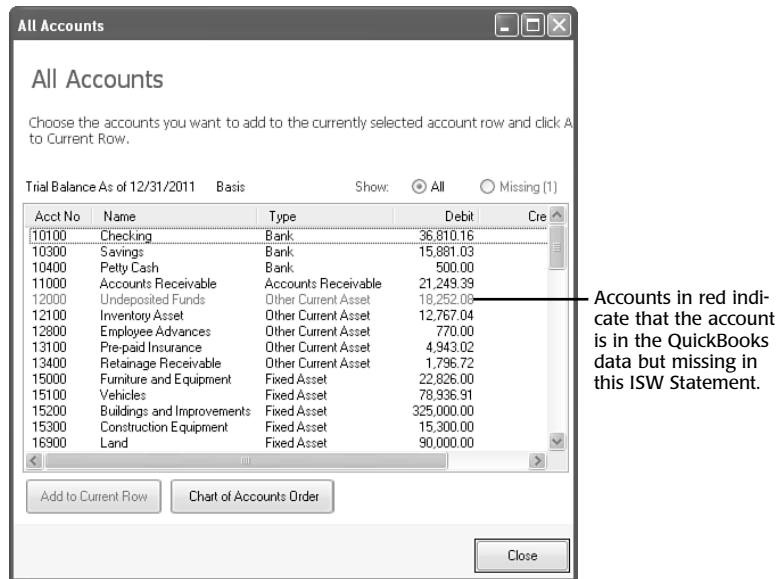 All Accounts
All Accounts
Choose the accounts you want to add to the currently selected account row and click A
to Current Row.
Trial Balance As of 12/31/2011 Basis Show: All Missing (1)
Acct No Name Type Debit Cre
10100 Checking Bank 36,810.16
10300 Savings Bank 15,881.03
10400 Petty Cash Bank 500.00
11000 Accounts Receivable Accounts Receivable 21,249.39
12000 Undeposited Funds Other Current Asset 18,252.08
12100 Inventory Asset Other Current Asset 12,767.04
12800 Employee Advances Other Current Asset 770.00
13100 Pre-paid Insurance Other Current Asset 4,943.02
13400 Retainage Receivable Other Current Asset 1,796.72
15000 Furniture and Equipment Fixed Asset 22,826.00
15100 Vehicles Fixed Asset 78,936.91
15200 Buildings and Improvements Fixed Asset 325,000.00
15300 Construction Equipment Fixed Asset 15,300.00
16900 Land Fixed Asset 90,000.00
Add to Current Row Chart of Accounts Order
Close
Accounts in red indi-
cate that the account
is in the QuickBooks
data but missing in
this ISW Statement.